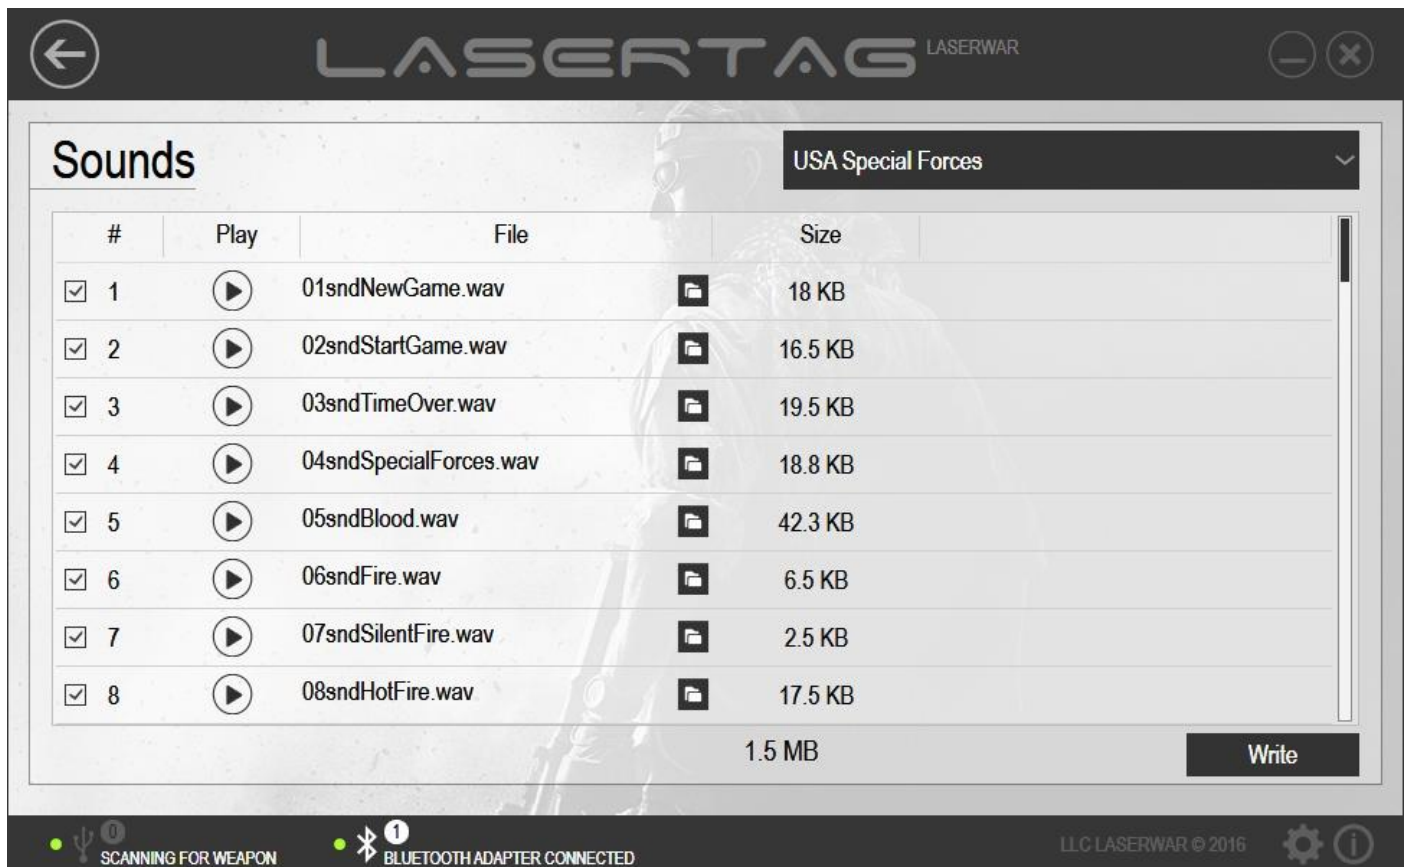 LASERTAG LASERWAR
Sounds
USA Special Forces
# Play File Size
1 01sndNewGame.wav 18 KB
2 02sndStartGame.wav 16.5 KB
3 03sndTimeOver.wav 19.5 KB
4 04sndSpecialForces.wav 18.8 KB
5 05sndBlood.wav 42.3 KB
6 06sndFire.wav 6.5 KB
7 07sndSilentFire.wav 2.5 KB
8 08sndHotFire.wav 17.5 KB
1.5 MB
Write
0
SCANNING FOR WEAPON
1
BLUETOOTH ADAPTER CONNECTED
LLC LASERWAR © 2016